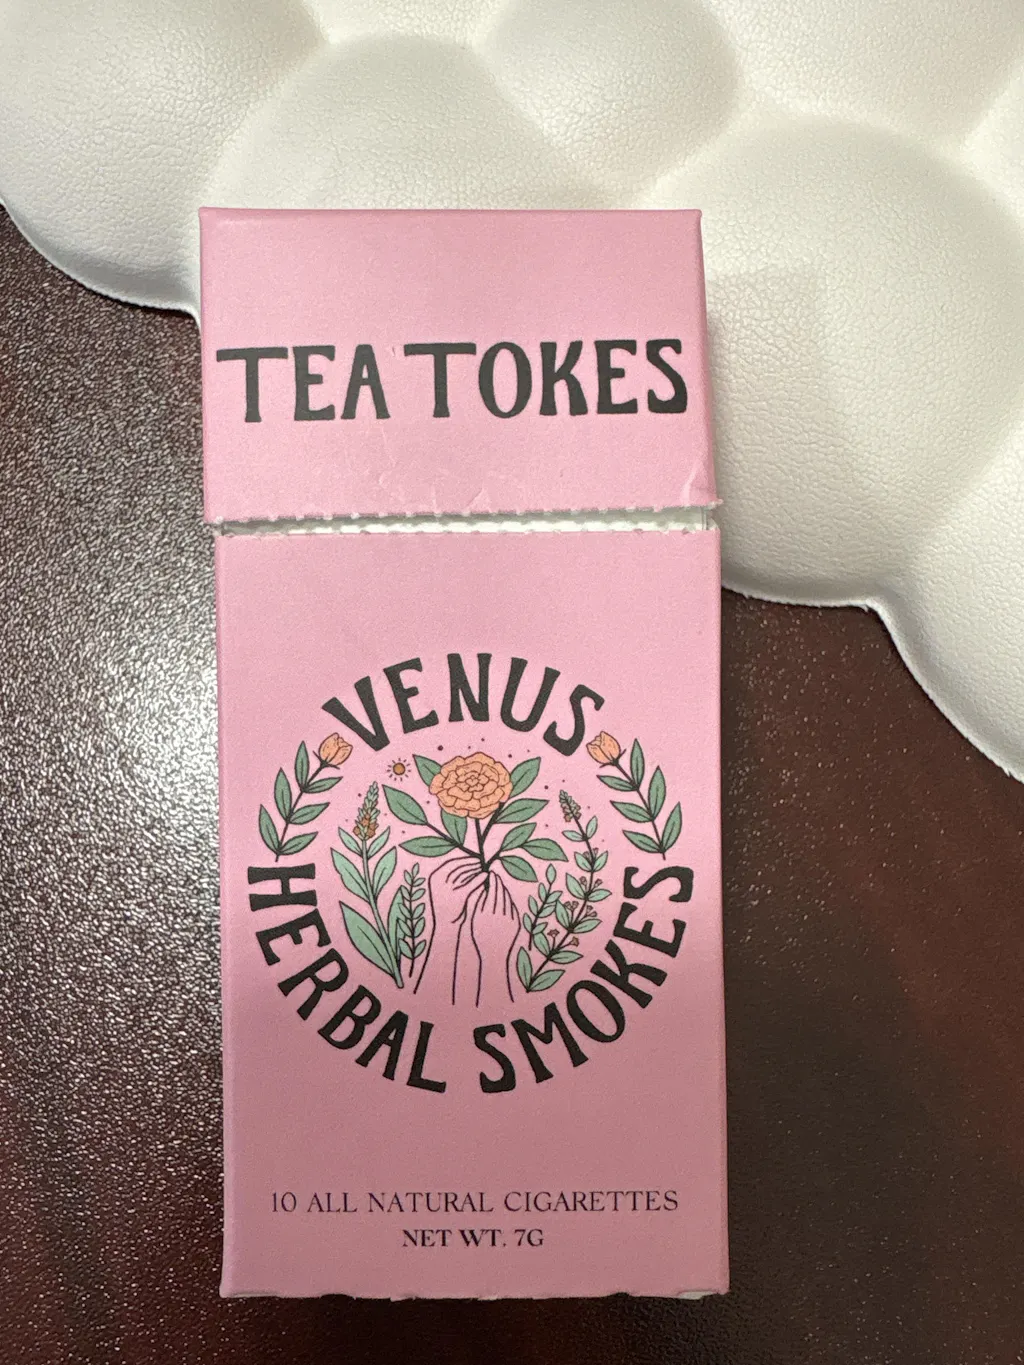 TEA TOKES
VENUS
HERBAL SMOKES
10 ALL NATURAL CIGARETTES
NET WT. 7G